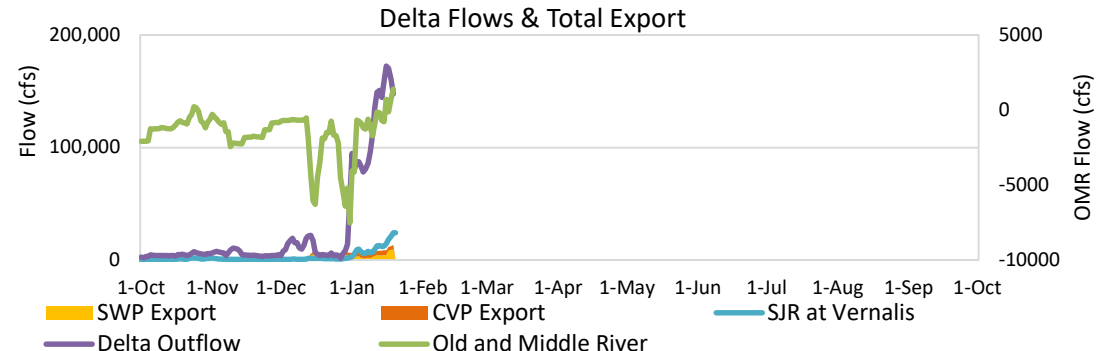 Delta Flows & Total Export
200,000
100,000
0
Flow (cfs)
5000
0
-5000
-10000
OMR Flow (cfs)
1-Oct 1-Nov 1-Dec 1-Jan 1-Feb 1-Mar 1-Apr 1-May 1-Jun 1-Jul 1-Aug 1-Sep 1-Oct
SWP Export CVP Export SJR at Vernalis
Delta Outflow Old and Middle River